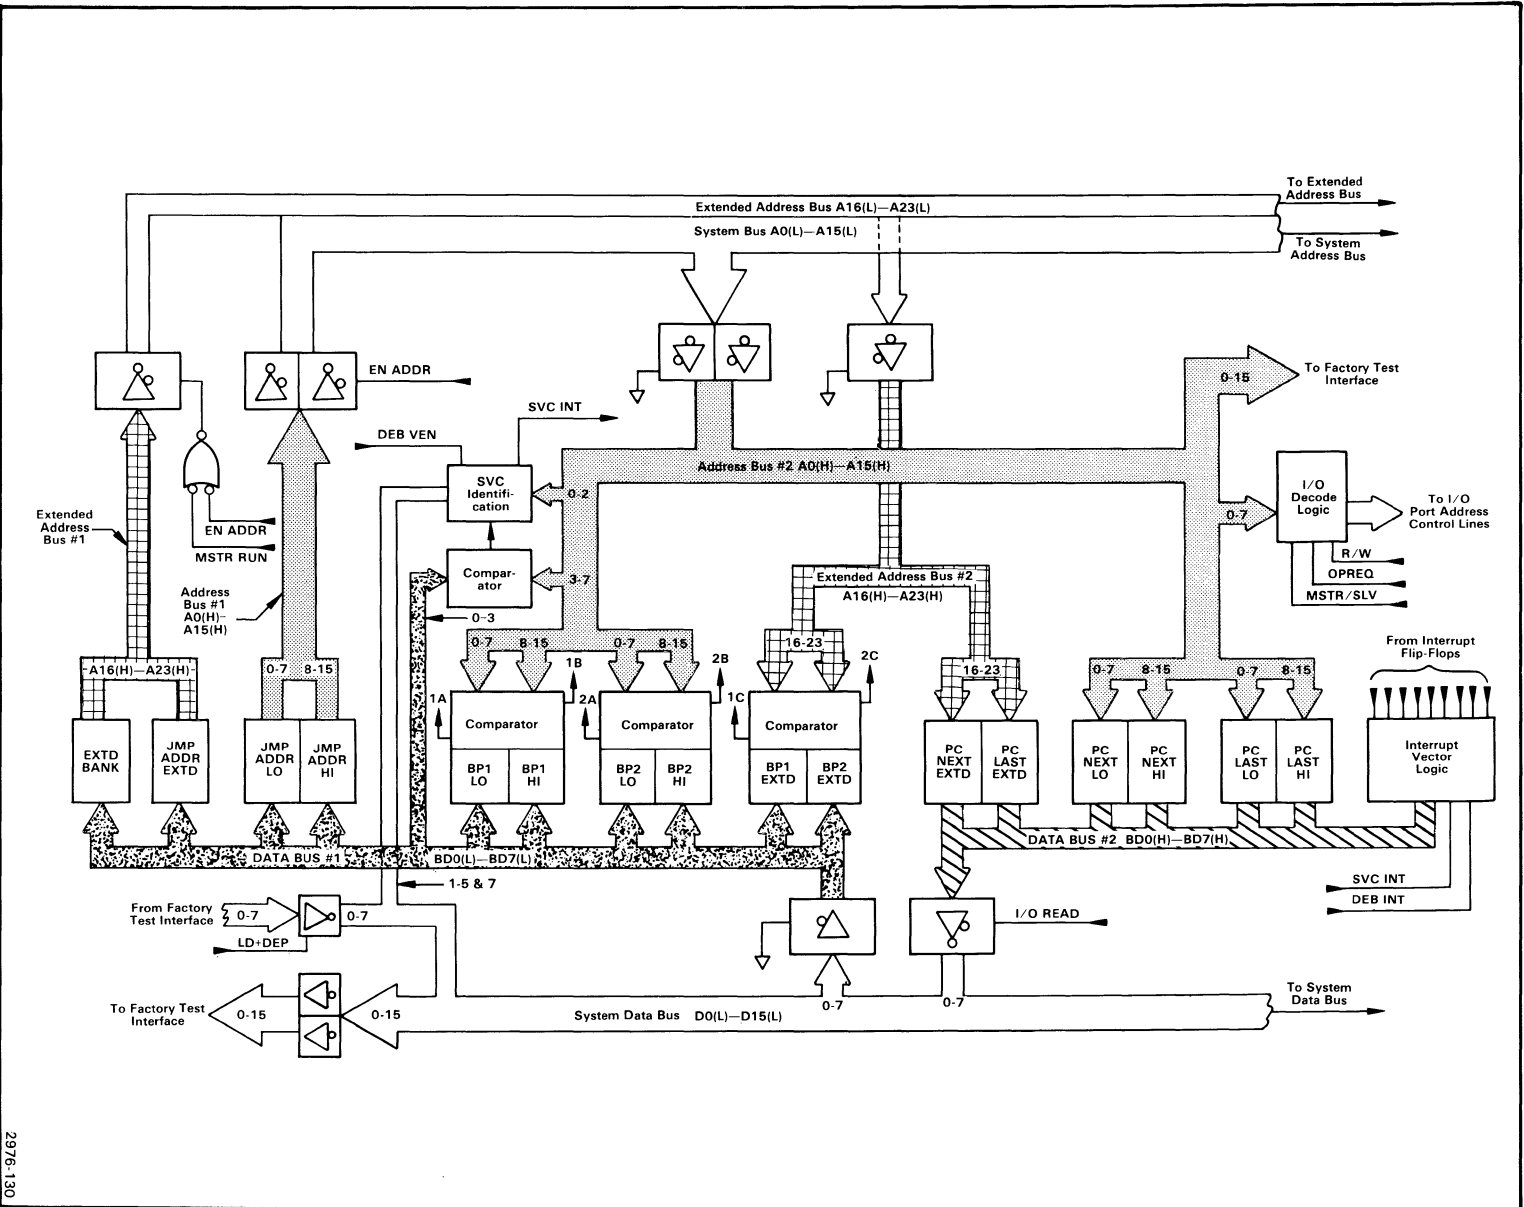 To Extended
Address Bus
Extended Address Bus A16(L)—A23(L)
System Bus A0(L)—A15(L)
To System
Address Bus
EN ADDR
To Factory Test
Interface
0-15
SVC INT
DEB VEN
Address Bus #2 A0(H)—A15(H)
SVC
Identifi-
cation
0-2
I/O
Decode
Logic
0-7
To I/O
Port Address
Control Lines
Extended
Address
Bus #1
EN ADDR
MSTR RUN
R/W
OPREQ
MSTR/SLV
Compar-
ator
3-7
Extended Address Bus #2
A16(H)—A23(H)
Address
Bus #1
A0(H)-
A15(H)
0-3
0-7
8-15
0-7
8-15
16-23
From Interrupt
Flip-Flops
A16(H)—A23(H)
0-7
8-15
1B
2B
2C
16-23
0-7
8-15
0-7
8-15
1A
2A
1C
Comparator
Comparator
Comparator
EXTD
BANK
JMP
ADDR
EXTD
JMP
ADDR
LO
JMP
ADDR
HI
BP1
LO
BP1
HI
BP2
LO
BP2
HI
BP1
EXTD
BP2
EXTD
PC
NEXT
EXTD
PC
LAST
EXTD
PC
NEXT
LO
PC
NEXT
HI
PC
LAST
LO
PC
LAST
HI
Interrupt
Vector
Logic
DATA BUS #1
BD0(L)—BD7(L)
DATA BUS #2 BD0(H)—BD7(H)
1-5 & 7
SVC INT
DEB INT
From Factory
Test Interface
0-7
0-7
LD+DEP
I/O READ
To Factory Test
Interface
0-15
0-15
System Data Bus D0(L)—D15(L)
0-7
0-7
To System
Data Bus
2976-130